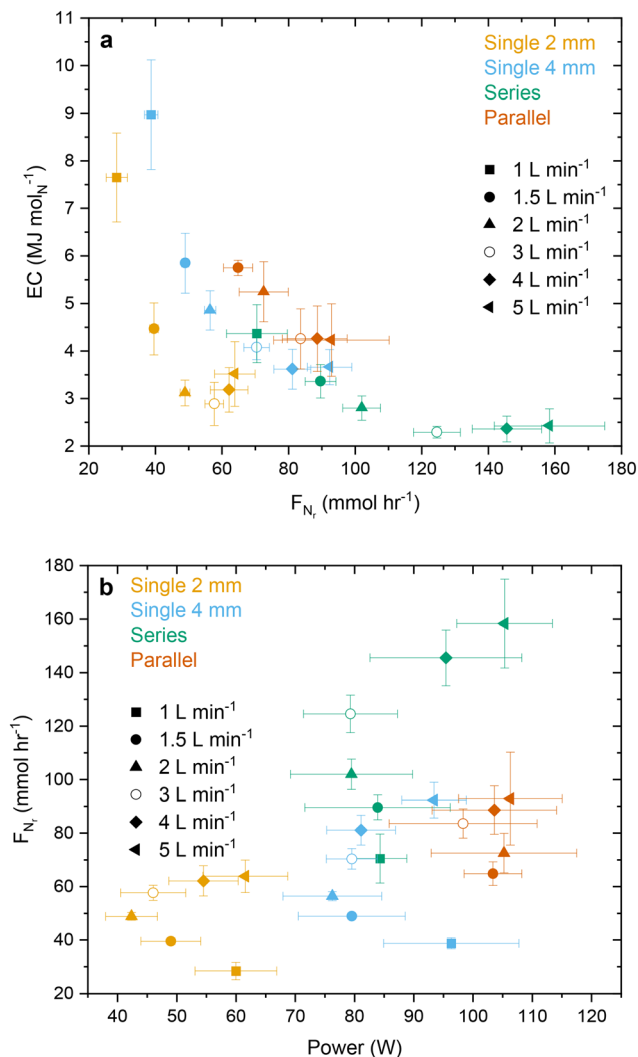 a
Single 2 mm
Single 4 mm
Series
Parallel
1 L min⁻¹
1.5 L min⁻¹
2 L min⁻¹
3 L min⁻¹
4 L min⁻¹
5 L min⁻¹
EC (MJ mol_N⁻¹)
11
10
9
8
7
6
5
4
3
2
20 40 60 80 100 120 140 160 180
F_Nr (mmol hr⁻¹)
b
Single 2 mm
Single 4 mm
Series
Parallel
1 L min⁻¹
1.5 L min⁻¹
2 L min⁻¹
3 L min⁻¹
4 L min⁻¹
5 L min⁻¹
F_Nr (mmol hr⁻¹)
180
160
140
120
100
80
60
40
20
40 50 60 70 80 90 100 110 120
Power (W)